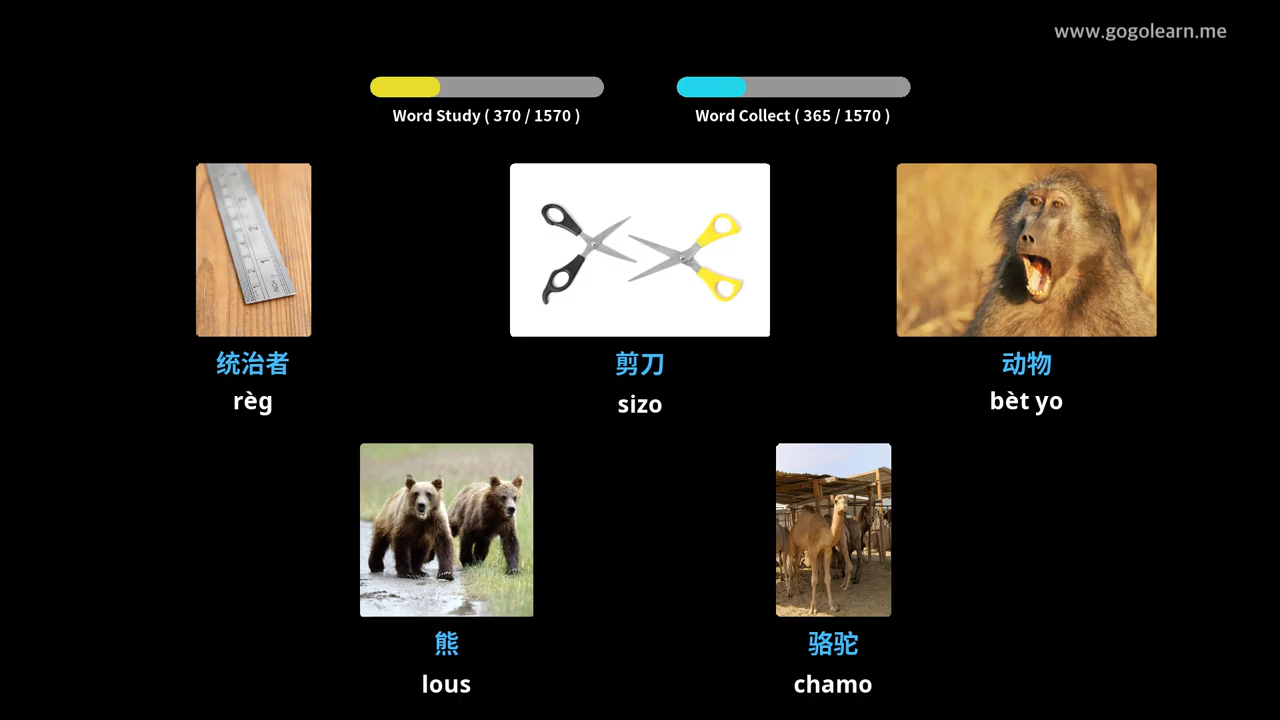 www.gogolearn.me
Word Study ( 370 / 1570 )
Word Collect ( 365 / 1570 )
统治者
règ
剪刀
sizo
动物
bèt yo
熊
lous
骆驼
chamo